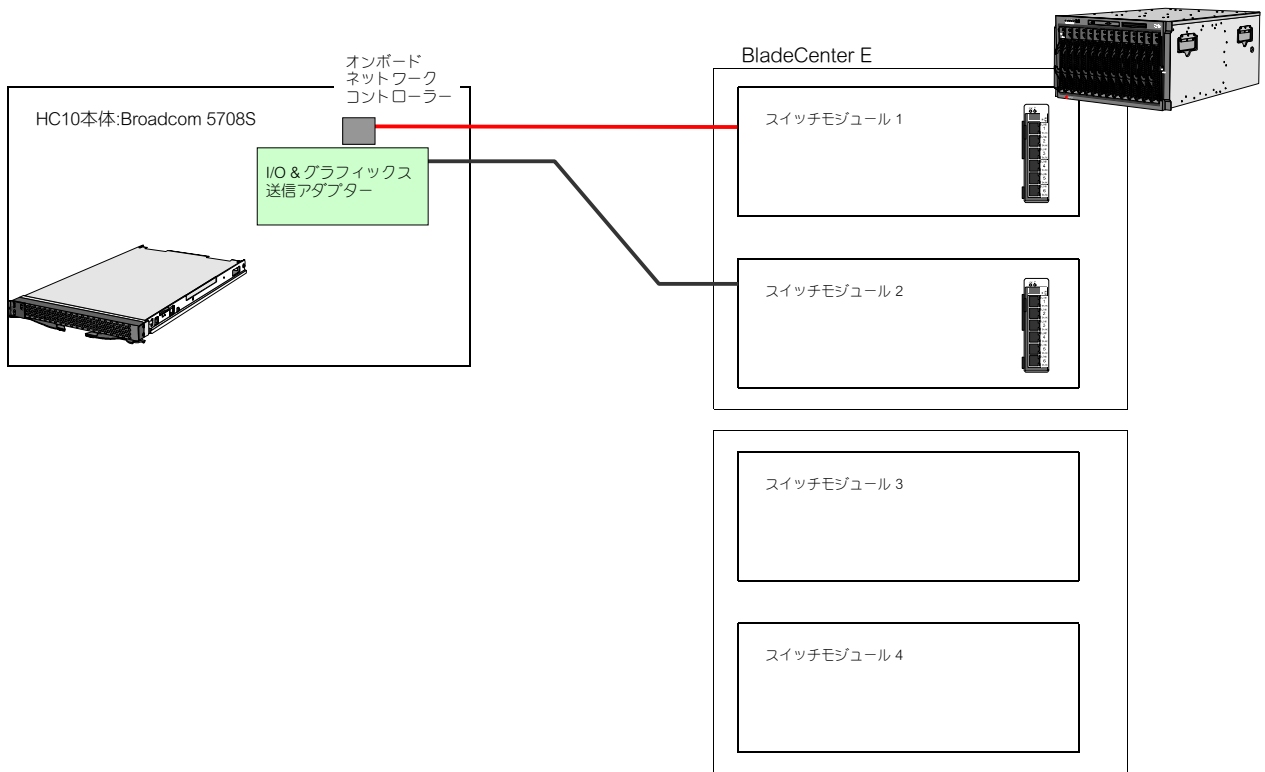 オンボード
ネットワーク
コントローラー
HC10本体:Broadcom 5708S
I/O & グラフィックス
送信アダプター
BladeCenter E
スイッチモジュール 1
スイッチモジュール 2
スイッチモジュール 3
スイッチモジュール 4